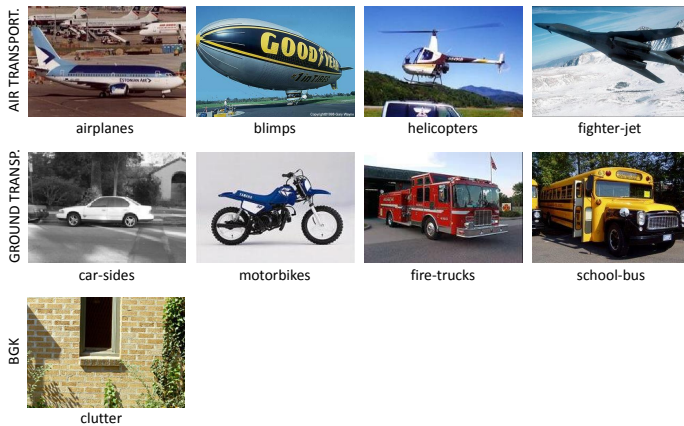 AIR TRANSPORT.
GOODYEAR
airplanes
blimps
helicopters
fighter-jet
GROUND TRANSP.
YAMAHA
car-sides
motorbikes
fire-trucks
school-bus
BGK
clutter